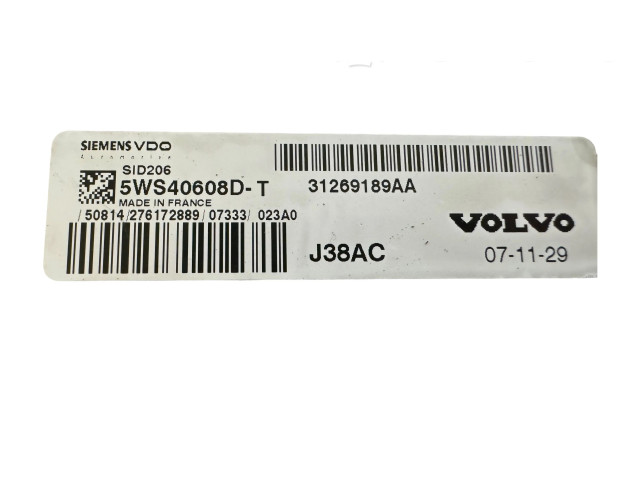 SIEMENS VDO
Automotive
SID206
5WS40608D-T
MADE IN FRANCE
/50814/276172889/07333/023A0
31269189AA
VOLVO
J38AC
07-11-29